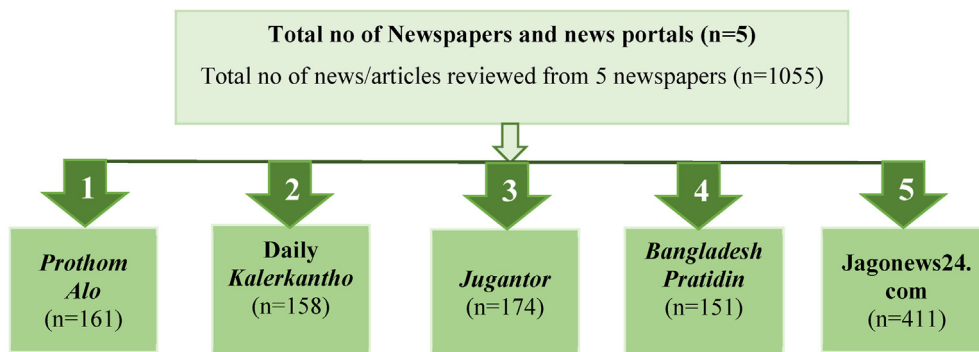 Total no of Newspapers and news portals (n=5)
Total no of news/articles reviewed from 5 newspapers (n=1055)
1
2
3
4
5
Prothom
Alo
(n=161)
Daily
Kalerkantho
(n=158)
Jugantor
(n=174)
Bangladesh
Pratidin
(n=151)
Jagonews24.
com
(n=411)